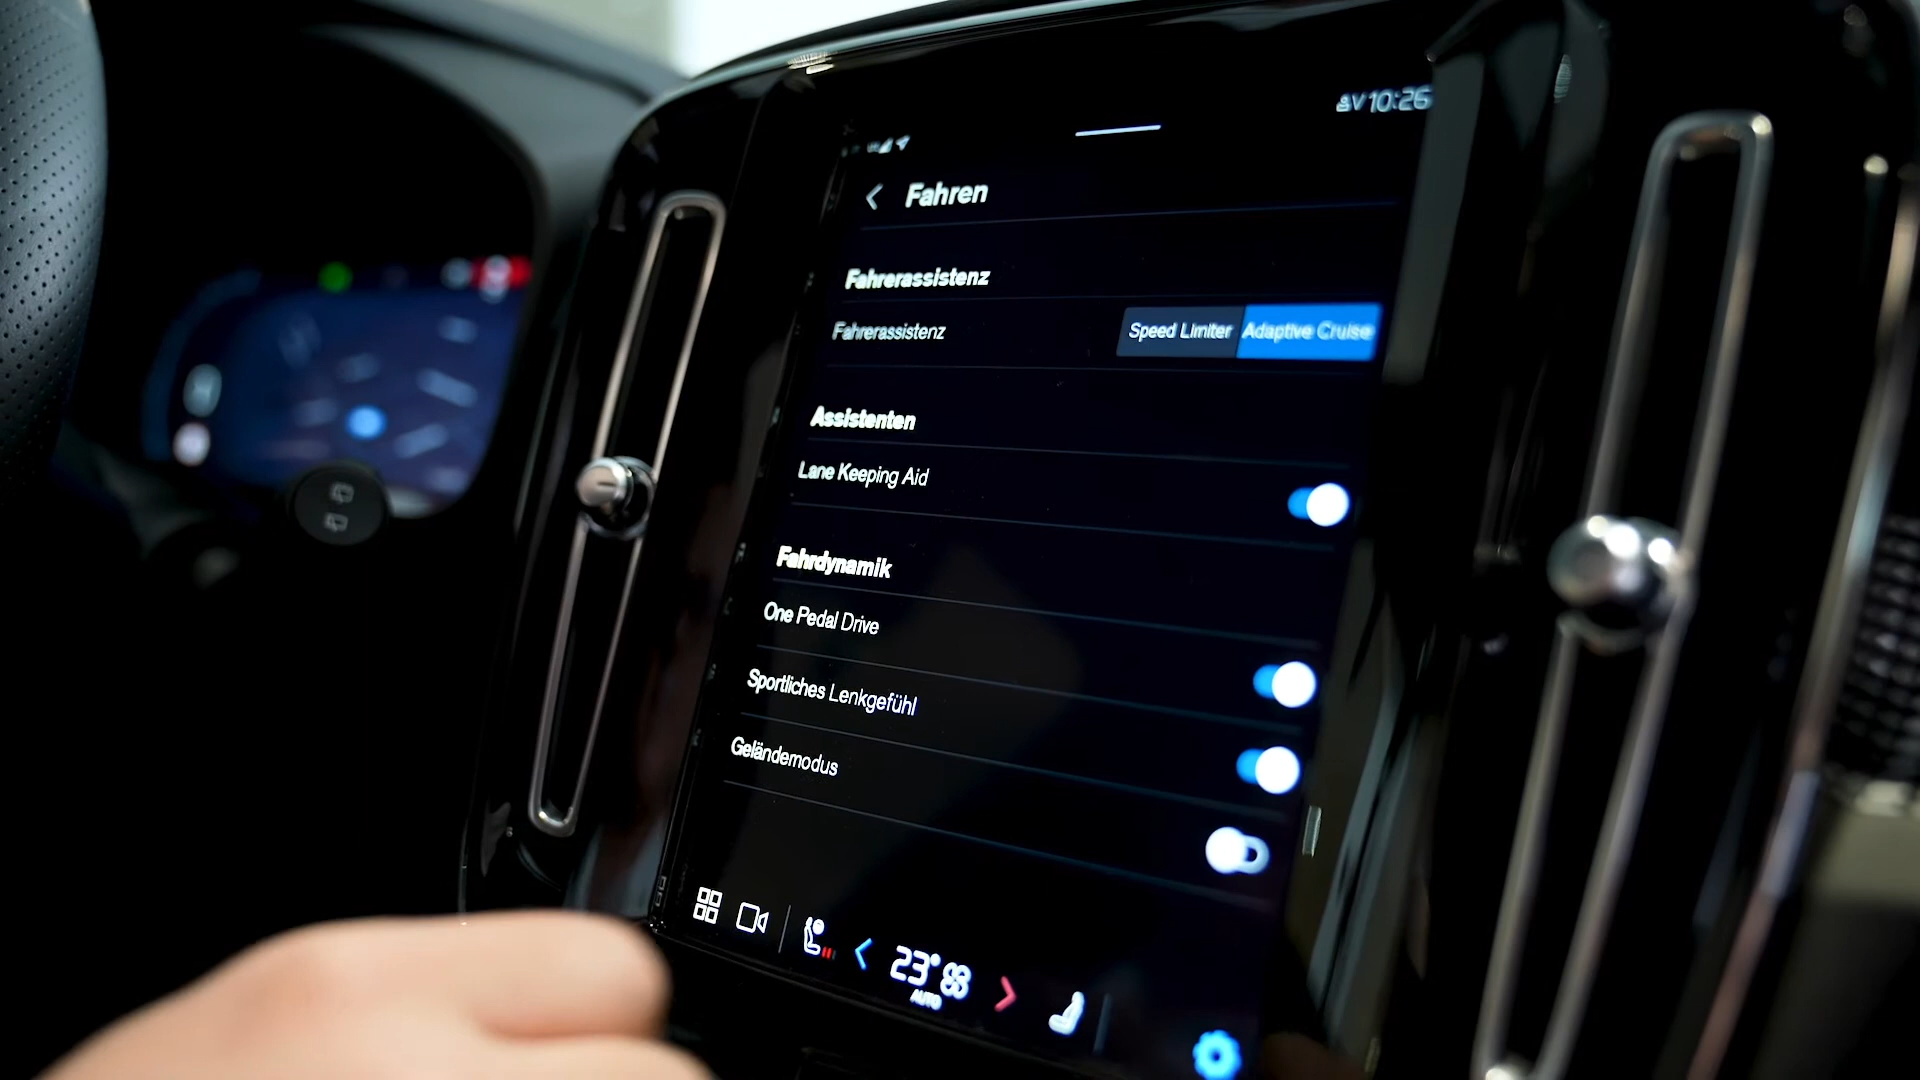 10:26
Fahren
Fahrerassistenz
Fahrerassistenz
Speed Limiter
Adaptive Cruise
Assistenten
Lane Keeping Aid
Fahrdynamik
One Pedal Drive
Sportliches Lenkgefühl
Geländemodus
23°
AUTO